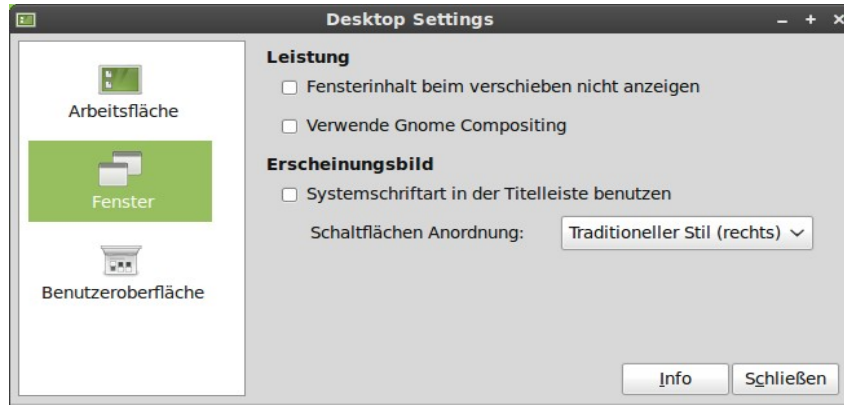 Desktop Settings
Arbeitsfläche
Fenster
Benutzeroberfläche
Leistung
Fensterinhalt beim verschieben nicht anzeigen
Verwende Gnome Compositing
Erscheinungsbild
Systemschriftart in der Titelleiste benutzen
Schaltflächen Anordnung: Traditioneller Stil (rechts)
Info Schließen